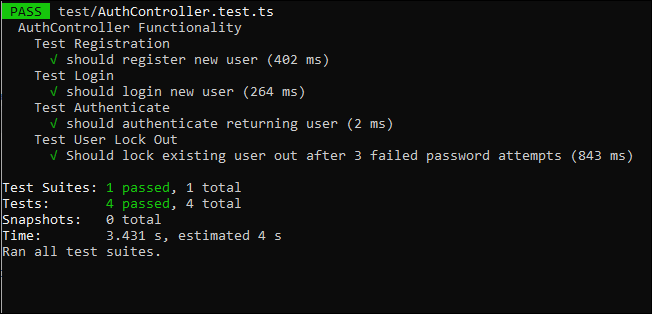 PASS test/AuthController.test.ts
AuthController Functionality
Test Registration
√ should register new user (402 ms)
Test Login
√ should login new user (264 ms)
Test Authenticate
√ should authenticate returning user (2 ms)
Test User Lock Out
√ Should lock existing user out after 3 failed password attempts (843 ms)
Test Suites: 1 passed, 1 total
Tests: 4 passed, 4 total
Snapshots: 0 total
Time: 3.431 s, estimated 4 s
Ran all test suites.